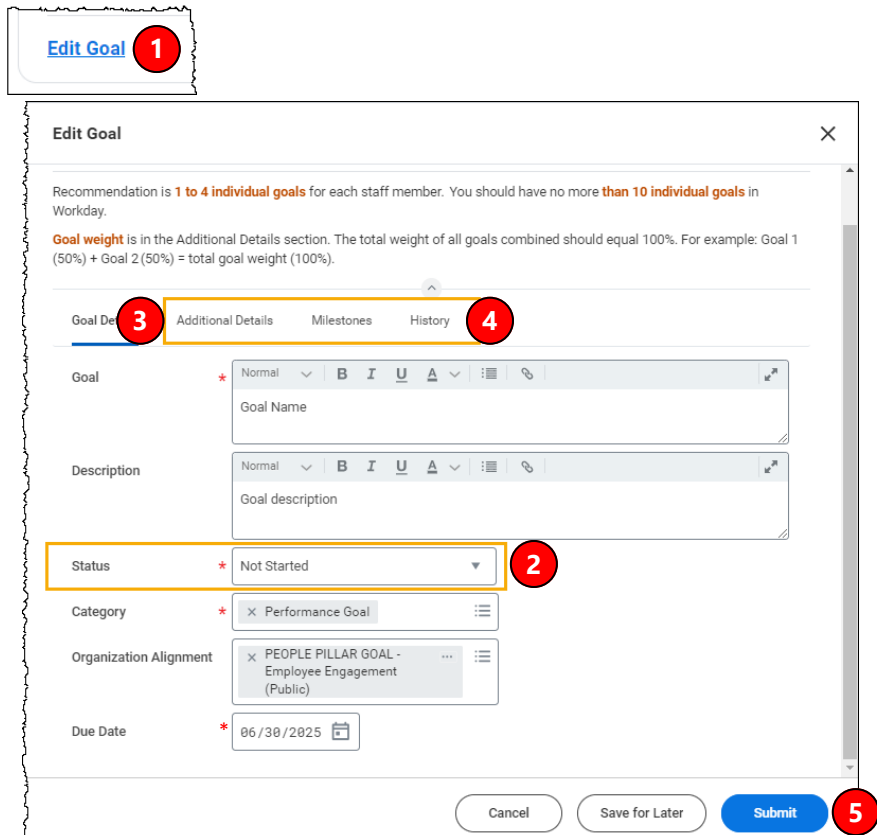 Edit Goal 1
Edit Goal
Recommendation is 1 to 4 individual goals for each staff member. You should have no more than 10 individual goals in
Workday.
Goal weight is in the Additional Details section. The total weight of all goals combined should equal 100%. For example: Goal 1
(50%) + Goal 2 (50%) = total goal weight (100%).
Goal 3 Additional Details Milestones History 4
Goal *
Normal B I U A
Goal Name
Description
Normal B I U A
Goal description
Status * Not Started 2
Category * × Performance Goal
Organization Alignment × PEOPLE PILLAR GOAL - ...
Employee Engagement
(Public)
Due Date * 06/30/2025
Cancel Save for Later Submit 5